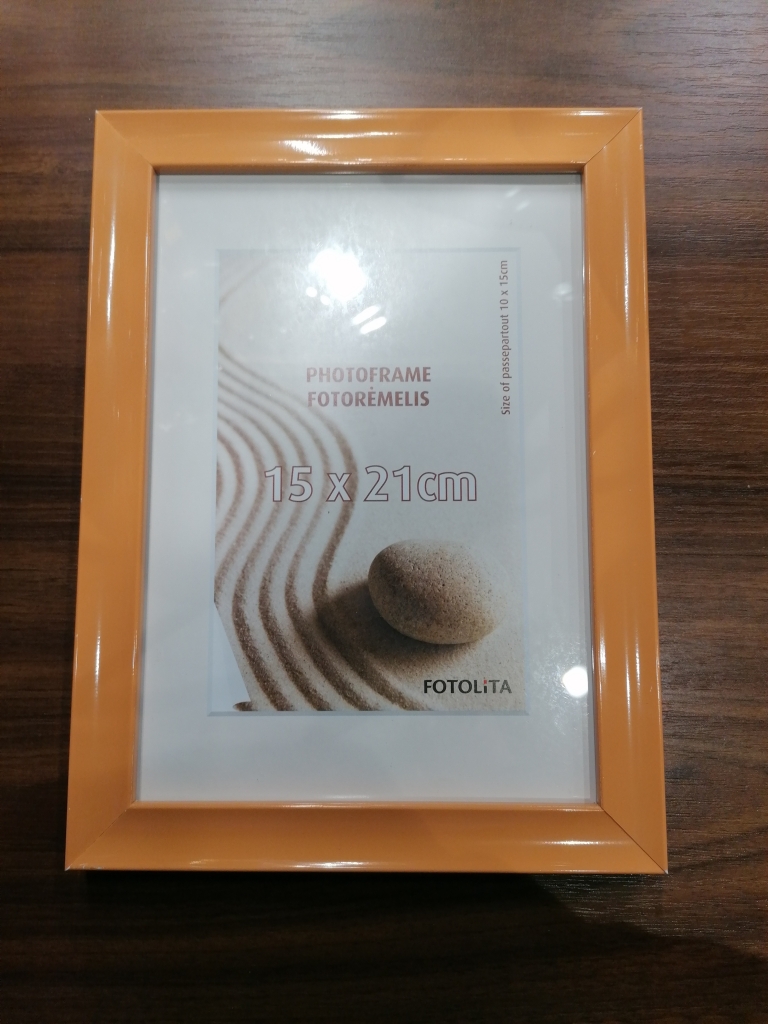 Size of passepartout 10 x 15cm
PHOTOFRAME
FOTORĖMELIS
15 x 21cm
FOTOLiTA